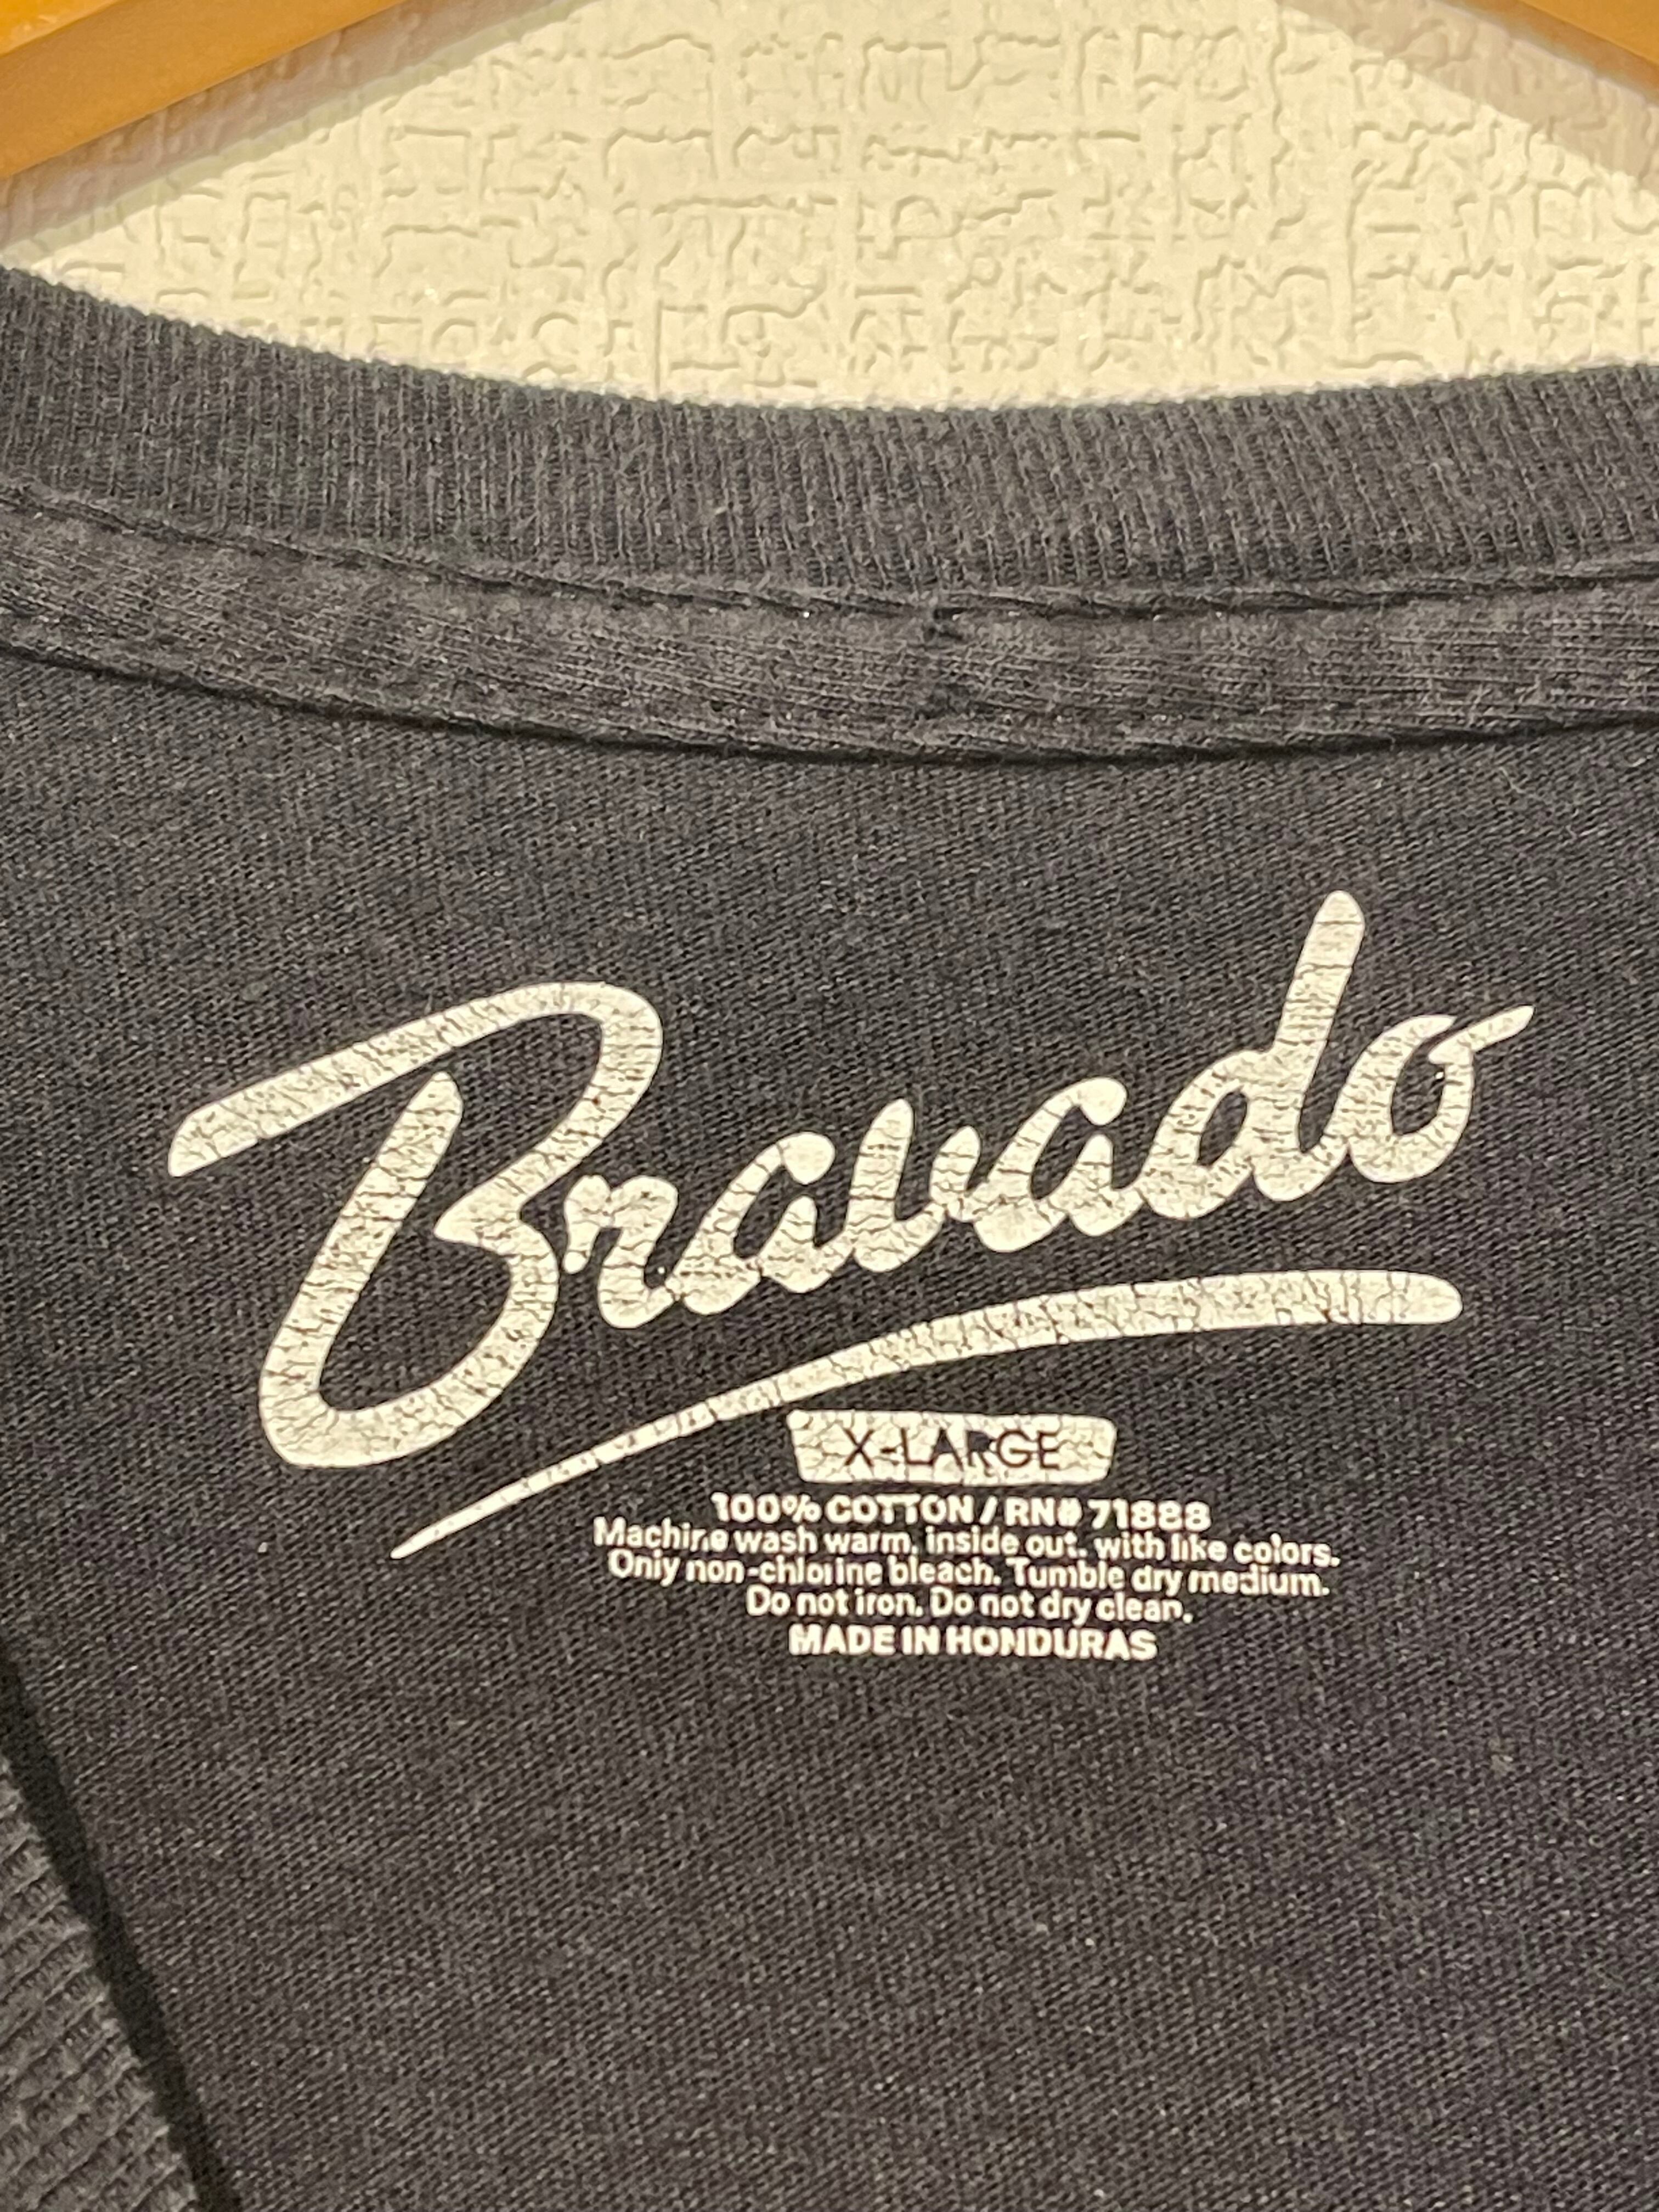 Bravado
X-LARGE
100% COTTON / RN# 71888
Machine wash warm, inside out, with like colors.
Only non-chlorine bleach. Tumble dry medium.
Do not iron. Do not dry clean.
MADE IN HONDURAS